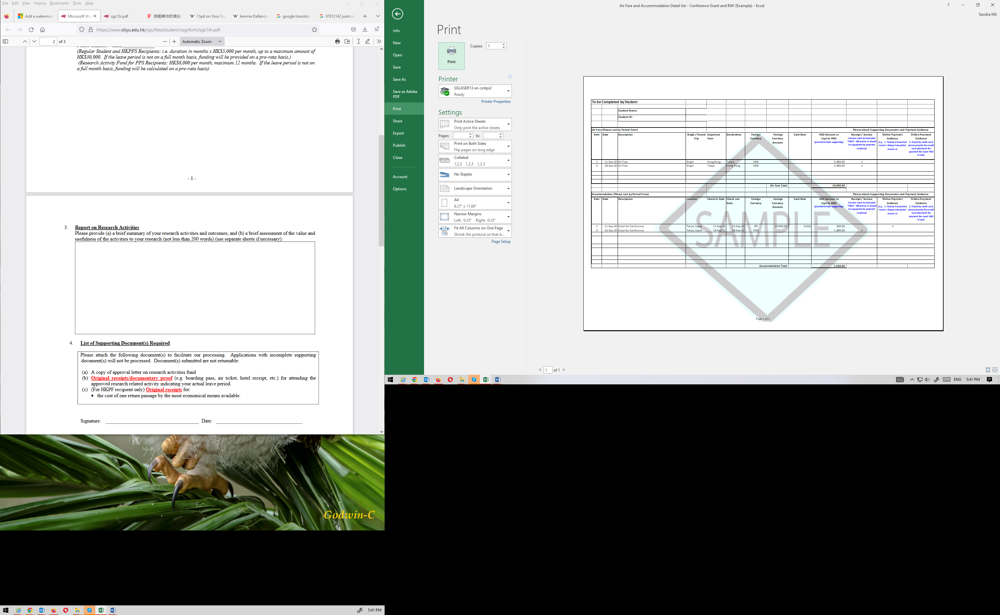 File Edit View History Bookmarks Tools Help
Add a watermark
Microsoft Wo
sgs13r.pdf
I Spit on Your Gra
Jemma Dallende
google translate
97812142 junkcal
https://www.cityu.edu.hk/sgs/files/student/rpg/form/sgs14r.pdf
2 of 3
Automatic Zoom
(Regular Student and HKPFS Recipients: i.e. duration in months x HK$5,000 per month, up to a maximum amount of
HK$30,000. If the leave period is not on a full month basis, funding will be provided on a pro-rata basis.)
(Research Activity Fund for PPS Recipients: HK$8,000 per month, maximum 12 months. If the leave period is not on
a full month basis, funding will be calculated on a pro-rata basis)
- 1 -
3. Report on Research Activities
Please provide (a) a brief summary of your research activities and outcomes; and (b) a brief assessment of the value and
usefulness of the activities to your research (not less than 200 words) (use separate sheets if necessary):
4. List of Supporting Document(s) Required
Please attach the following document(s) to facilitate our processing. Applications with incomplete supporting
document(s) will not be processed. Document(s) submitted are not returnable:
(a) A copy of approval letter on research activities fund
(b) Original receipts/documentary proof (e.g. boarding pass, air ticket, hotel receipt, etc.) for attending the
approved research related activity indicating your actual leave period.
(c) (For HKPF recipient only) Original receipts for:
• the cost of one return passage by the most economical means available.
Signature: Date:
Godwin-C
5:41 PM
Air Fare and Accommodation Detail list - Conference Grant and RAF (Example) - Excel
Sandra NG
Info
New
Open
Save
Save As
Save as Adobe
PDF
Print
Share
Export
Publish
Close
Account
Options
Print
Print
Copies: 1
Printer
SGLASER13 on cintps2
Ready
Printer Properties
Settings
Print Active Sheets
Only print the active sheets
Pages: to
Print on Both Sides
Flip pages on long edge
Collated
1,2,3 1,2,3 1,2,3
No Staples
Landscape Orientation
A4
8.27" x 11.69"
Narrow Margins
Left: 0.25" Right: 0.25"
Fit All Columns on One Page
Shrink the printout so that it...
Page Setup
To be Completed by Student
Student Name:
Student ID:
Air Fare (Please sort by Period From) Please attach Supporting Documents and Payment Evidence
Item Date Description Single / Round Departure Destination Foreign Foreign Exch Rate HKD Amount or Receipt / Invoice Online Payment Online Payment
Trip from Currency Currency Equi to HKD (Invoice must be indicated Evidence Evidence
Amount (provide Ex Rate supporting) "PAID". Otherwise, it should (e.g. 1. Taobao transaction 2. If paid by credit card,
be supported by payment record + Alipay transaction please provide the credit
evidence) record; or card statement for
payment the exact HKD
to you)
1 11-Sep-22 Air Fare Single Hong Kong Tokyo HKD 5,000.00 √
2 18-Sep-22 Air Fare Single Tokyo Hong Kong HKD 5,000.00 √
Air Fare Total 10,000.00
Accommodation (Please sort by Period From) Please attach Supporting Documents and Payment Evidence
Item Date Description Location Check-in Date Check-out Foreign Foreign Exch Rate HKD Amount or Receipt / Invoice Online Payment Online Payment
Date Currency Currency Equi to HKD (Invoice must be indicated Evidence Evidence
Amount (provide Ex Rate supporting) "PAID". Otherwise, it should (e.g. 1. Taobao transaction 2. If paid by credit card,
be supported by payment record + Alipay transaction please provide the credit
evidence) record; or card statement for
payment the exact HKD
to you)
1 11-Sep-22 Hotal for Conference Tokyo, Japan 11-Sep-22 15-Sep-22 JPY 10,000.00 0.056 560.00 √
2 16-Sep-22 Hotal for Conference Tokyo, Japan 16-Sep-22 18-Sep-22 HKD 1,000.00 √
Accommodation Total 1,560.00
SAMPLE
Page 1 of 1
1 of 1
ENG 5:41 PM